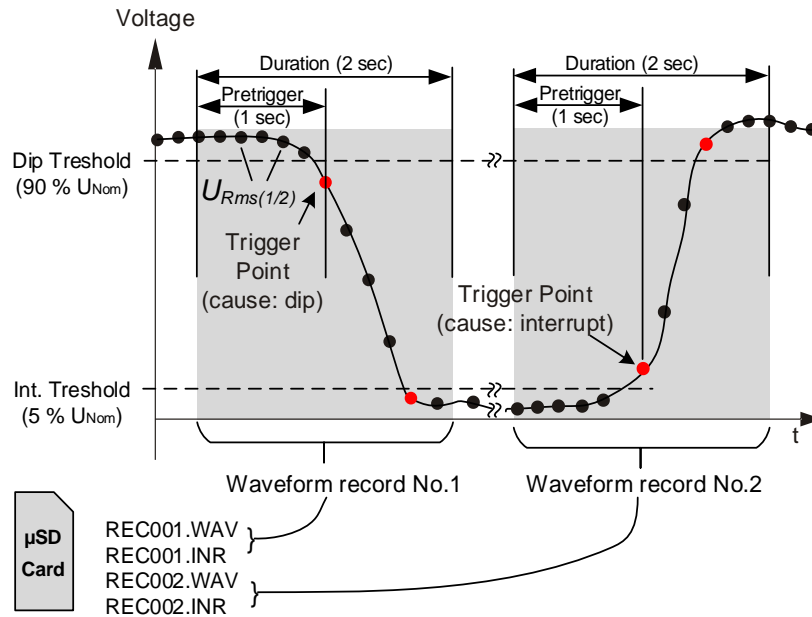 Voltage
Duration (2 sec)
Duration (2 sec)
Pretrigger
(1 sec)
Pretrigger
(1 sec)
Dip Treshold
(90 % UNom)
URms(1/2)
Trigger
Point
(cause: dip)
Trigger Point
(cause: interrupt)
Int. Treshold
(5 % UNom)
t
Waveform record No.1
Waveform record No.2
µSD
Card
REC001.WAV
REC001.INR
REC002.WAV
REC002.INR